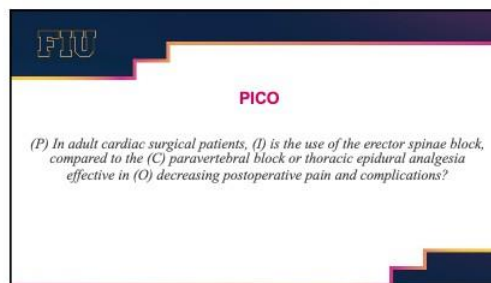 FIU
PICO
(P) In adult cardiac surgical patients, (I) is the use of the erector spinae block,
compared to the (C) paravertebral block or thoracic epidural analgesia
effective in (O) decreasing postoperative pain and complications?